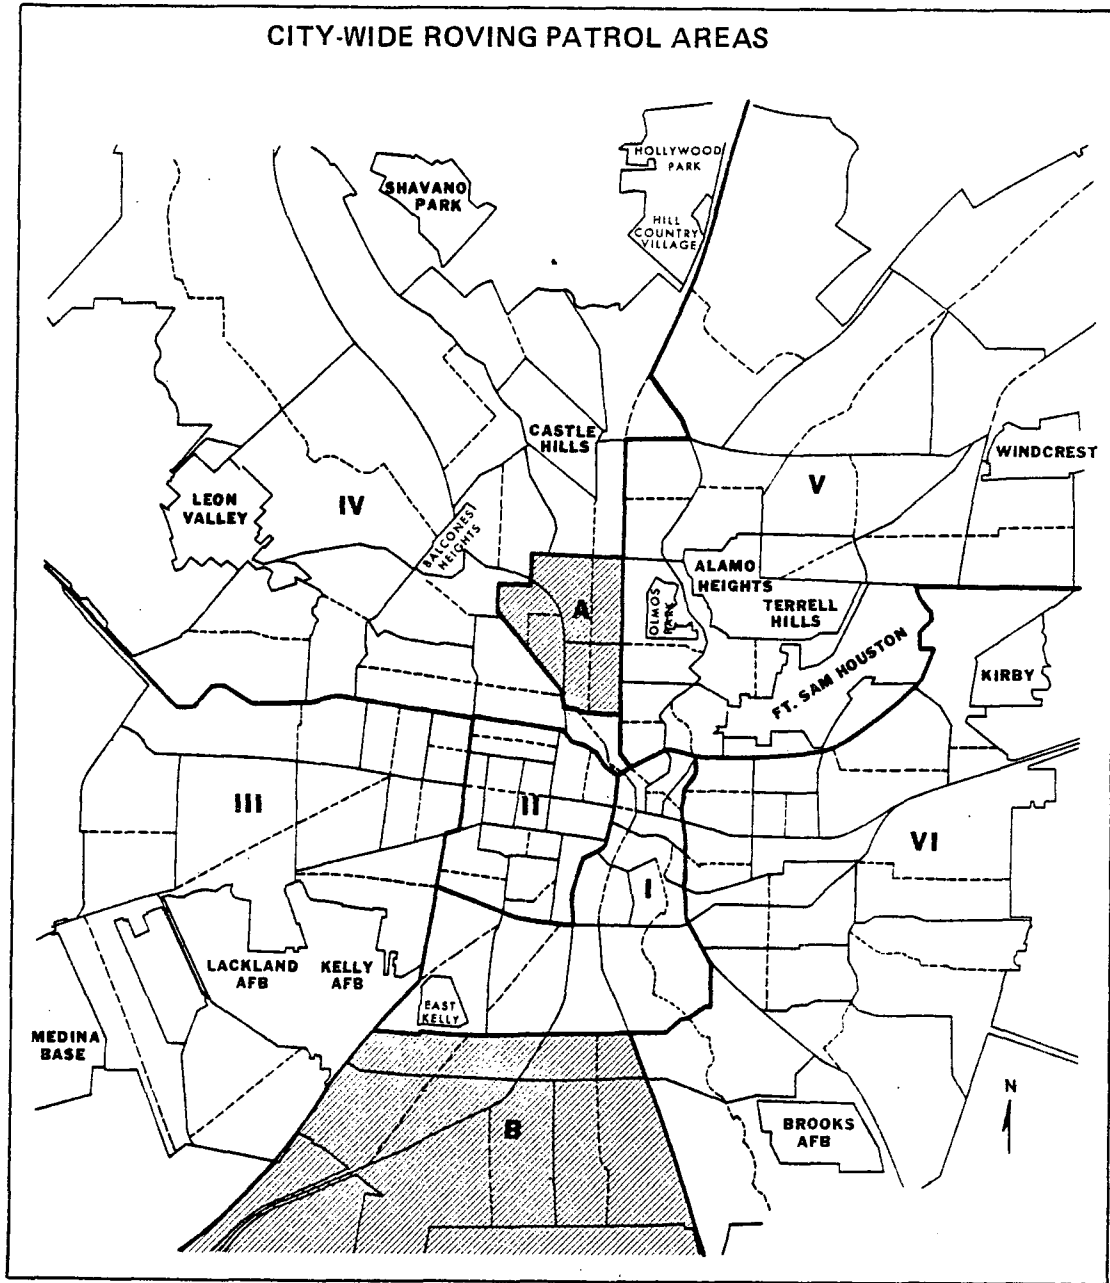 CITY-WIDE ROVING PATROL AREAS
HOLLYWOOD
PARK
SHAVANO
PARK
HILL
COUNTRY
VILLAGE
CASTLE
HILLS
WINDCREST
LEON
VALLEY
IV
V
BALCONES
HEIGHTS
ALAMO
HEIGHTS
A
OLMOS
PARK
TERRELL
HILLS
FT. SAM HOUSTON
KIRBY
III
II
VI
I
LACKLAND
AFB
KELLY
AFB
EAST
KELLY
MEDINA
BASE
B
N
BROOKS
AFB